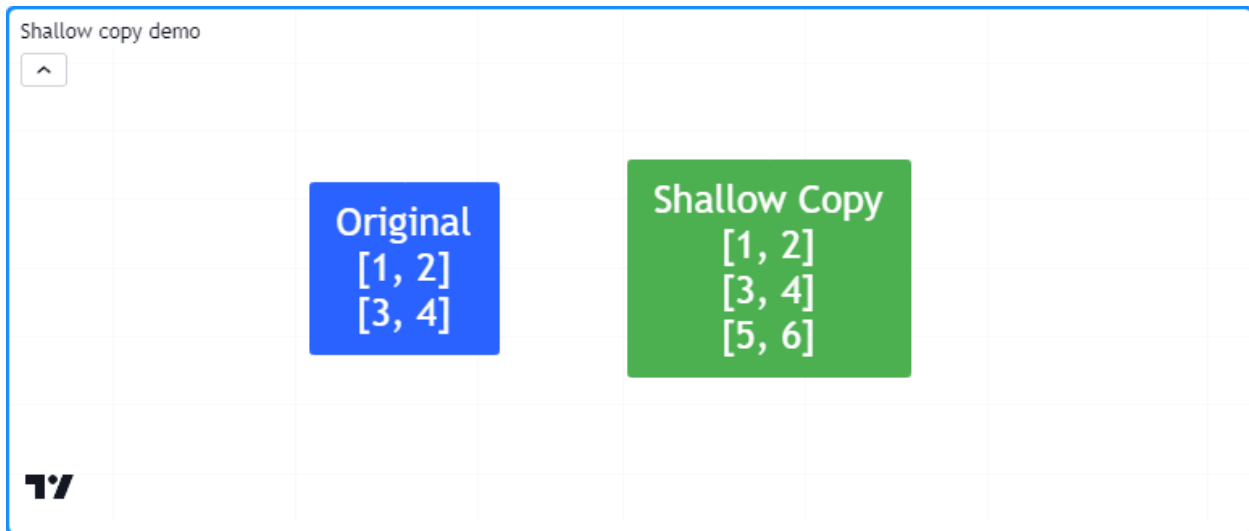 Shallow copy demo
Original
[1, 2]
[3, 4]
Shallow Copy
[1, 2]
[3, 4]
[5, 6]